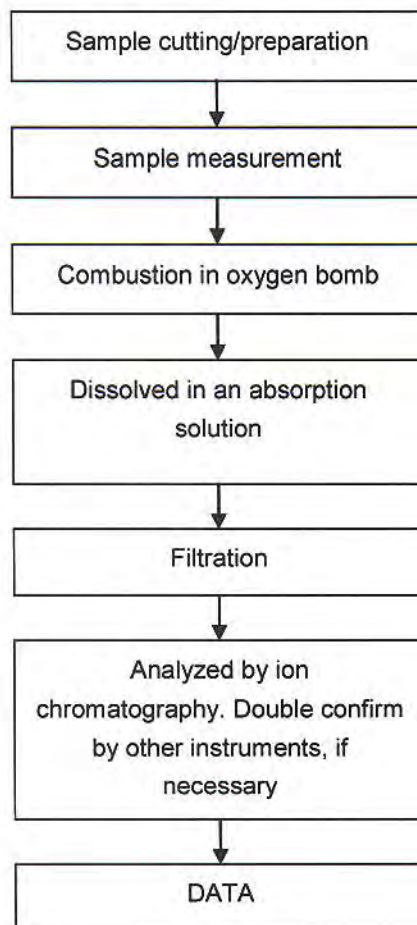 Sample cutting/preparation
Sample measurement
Combustion in oxygen bomb
Dissolved in an absorption
solution
Filtration
Analyzed by ion
chromatography. Double confirm
by other instruments, if
necessary
DATA